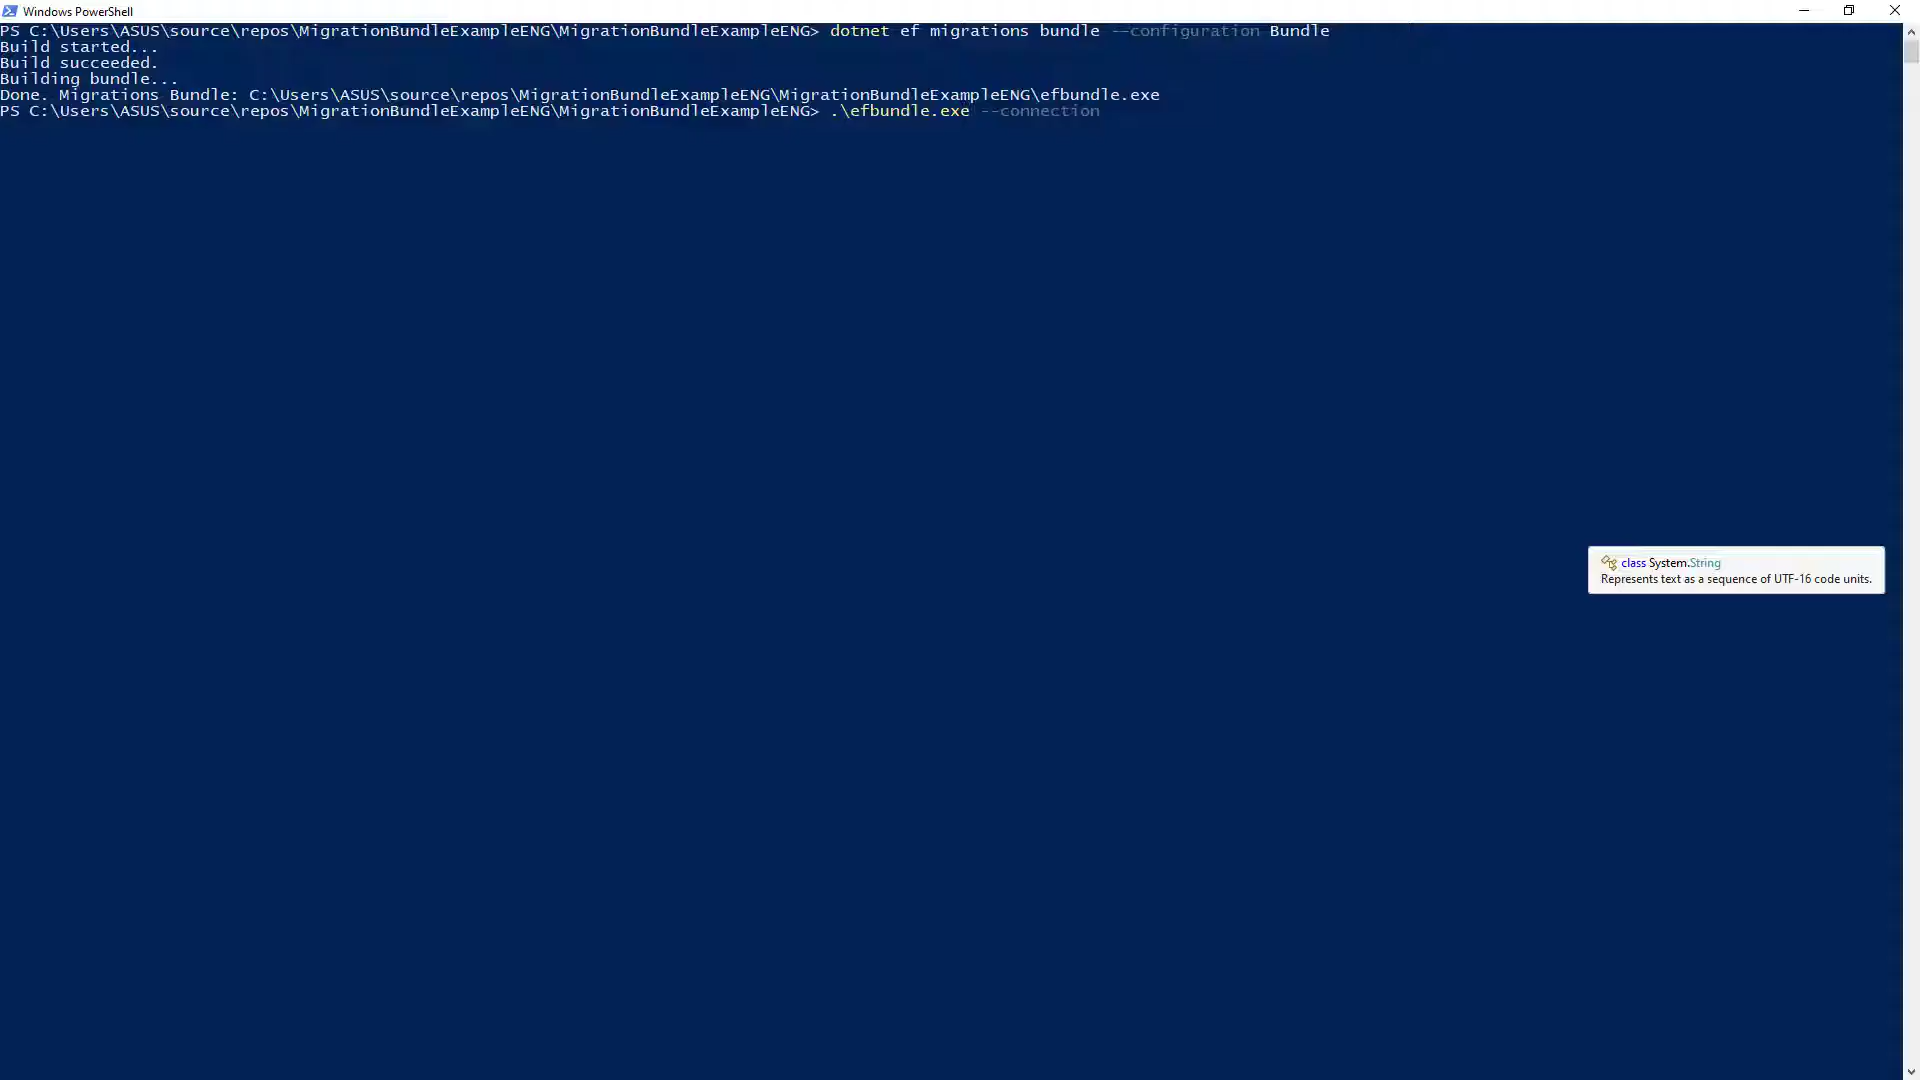 Windows PowerShell
PS C:\Users\ASUS\source\repos\MigrationBundleExampleENG\MigrationBundleExampleENG> dotnet ef migrations bundle --configuration Bundle
Build started...
Build succeeded.
Building bundle...
Done. Migrations Bundle: C:\Users\ASUS\source\repos\MigrationBundleExampleENG\MigrationBundleExampleENG\efbundle.exe
PS C:\Users\ASUS\source\repos\MigrationBundleExampleENG\MigrationBundleExampleENG> .\efbundle.exe --connection
class System.String
Represents text as a sequence of UTF-16 code units.